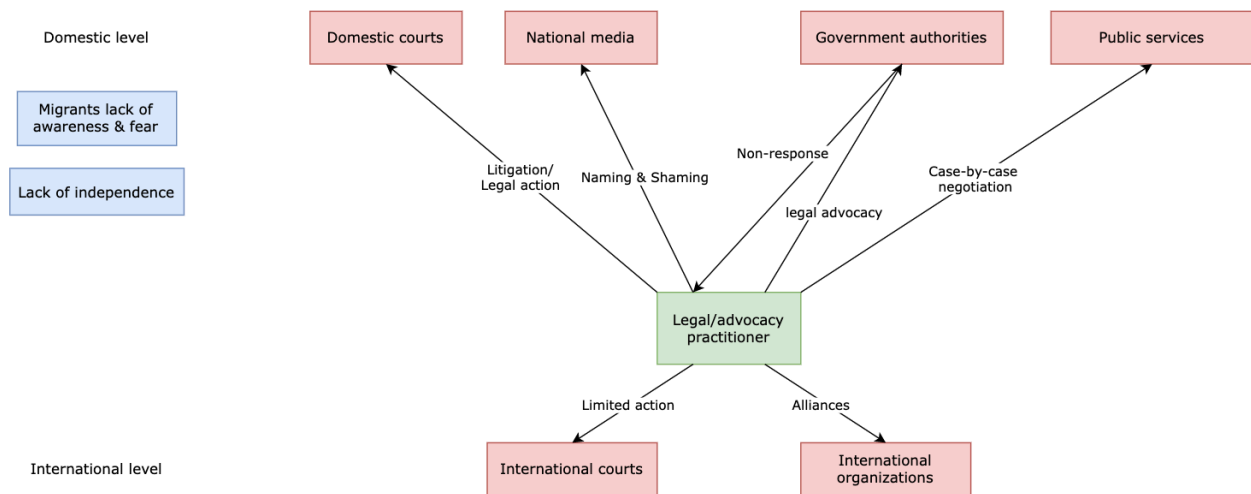 Domestic level
Domestic courts
National media
Government authorities
Public services
Migrants lack of
awareness & fear
Lack of independence
Litigation/
Legal action
Naming & Shaming
Non-response
legal advocacy
Case-by-case
negotiation
Legal/advocacy
practitioner
Limited action
Alliances
International level
International courts
International
organizations